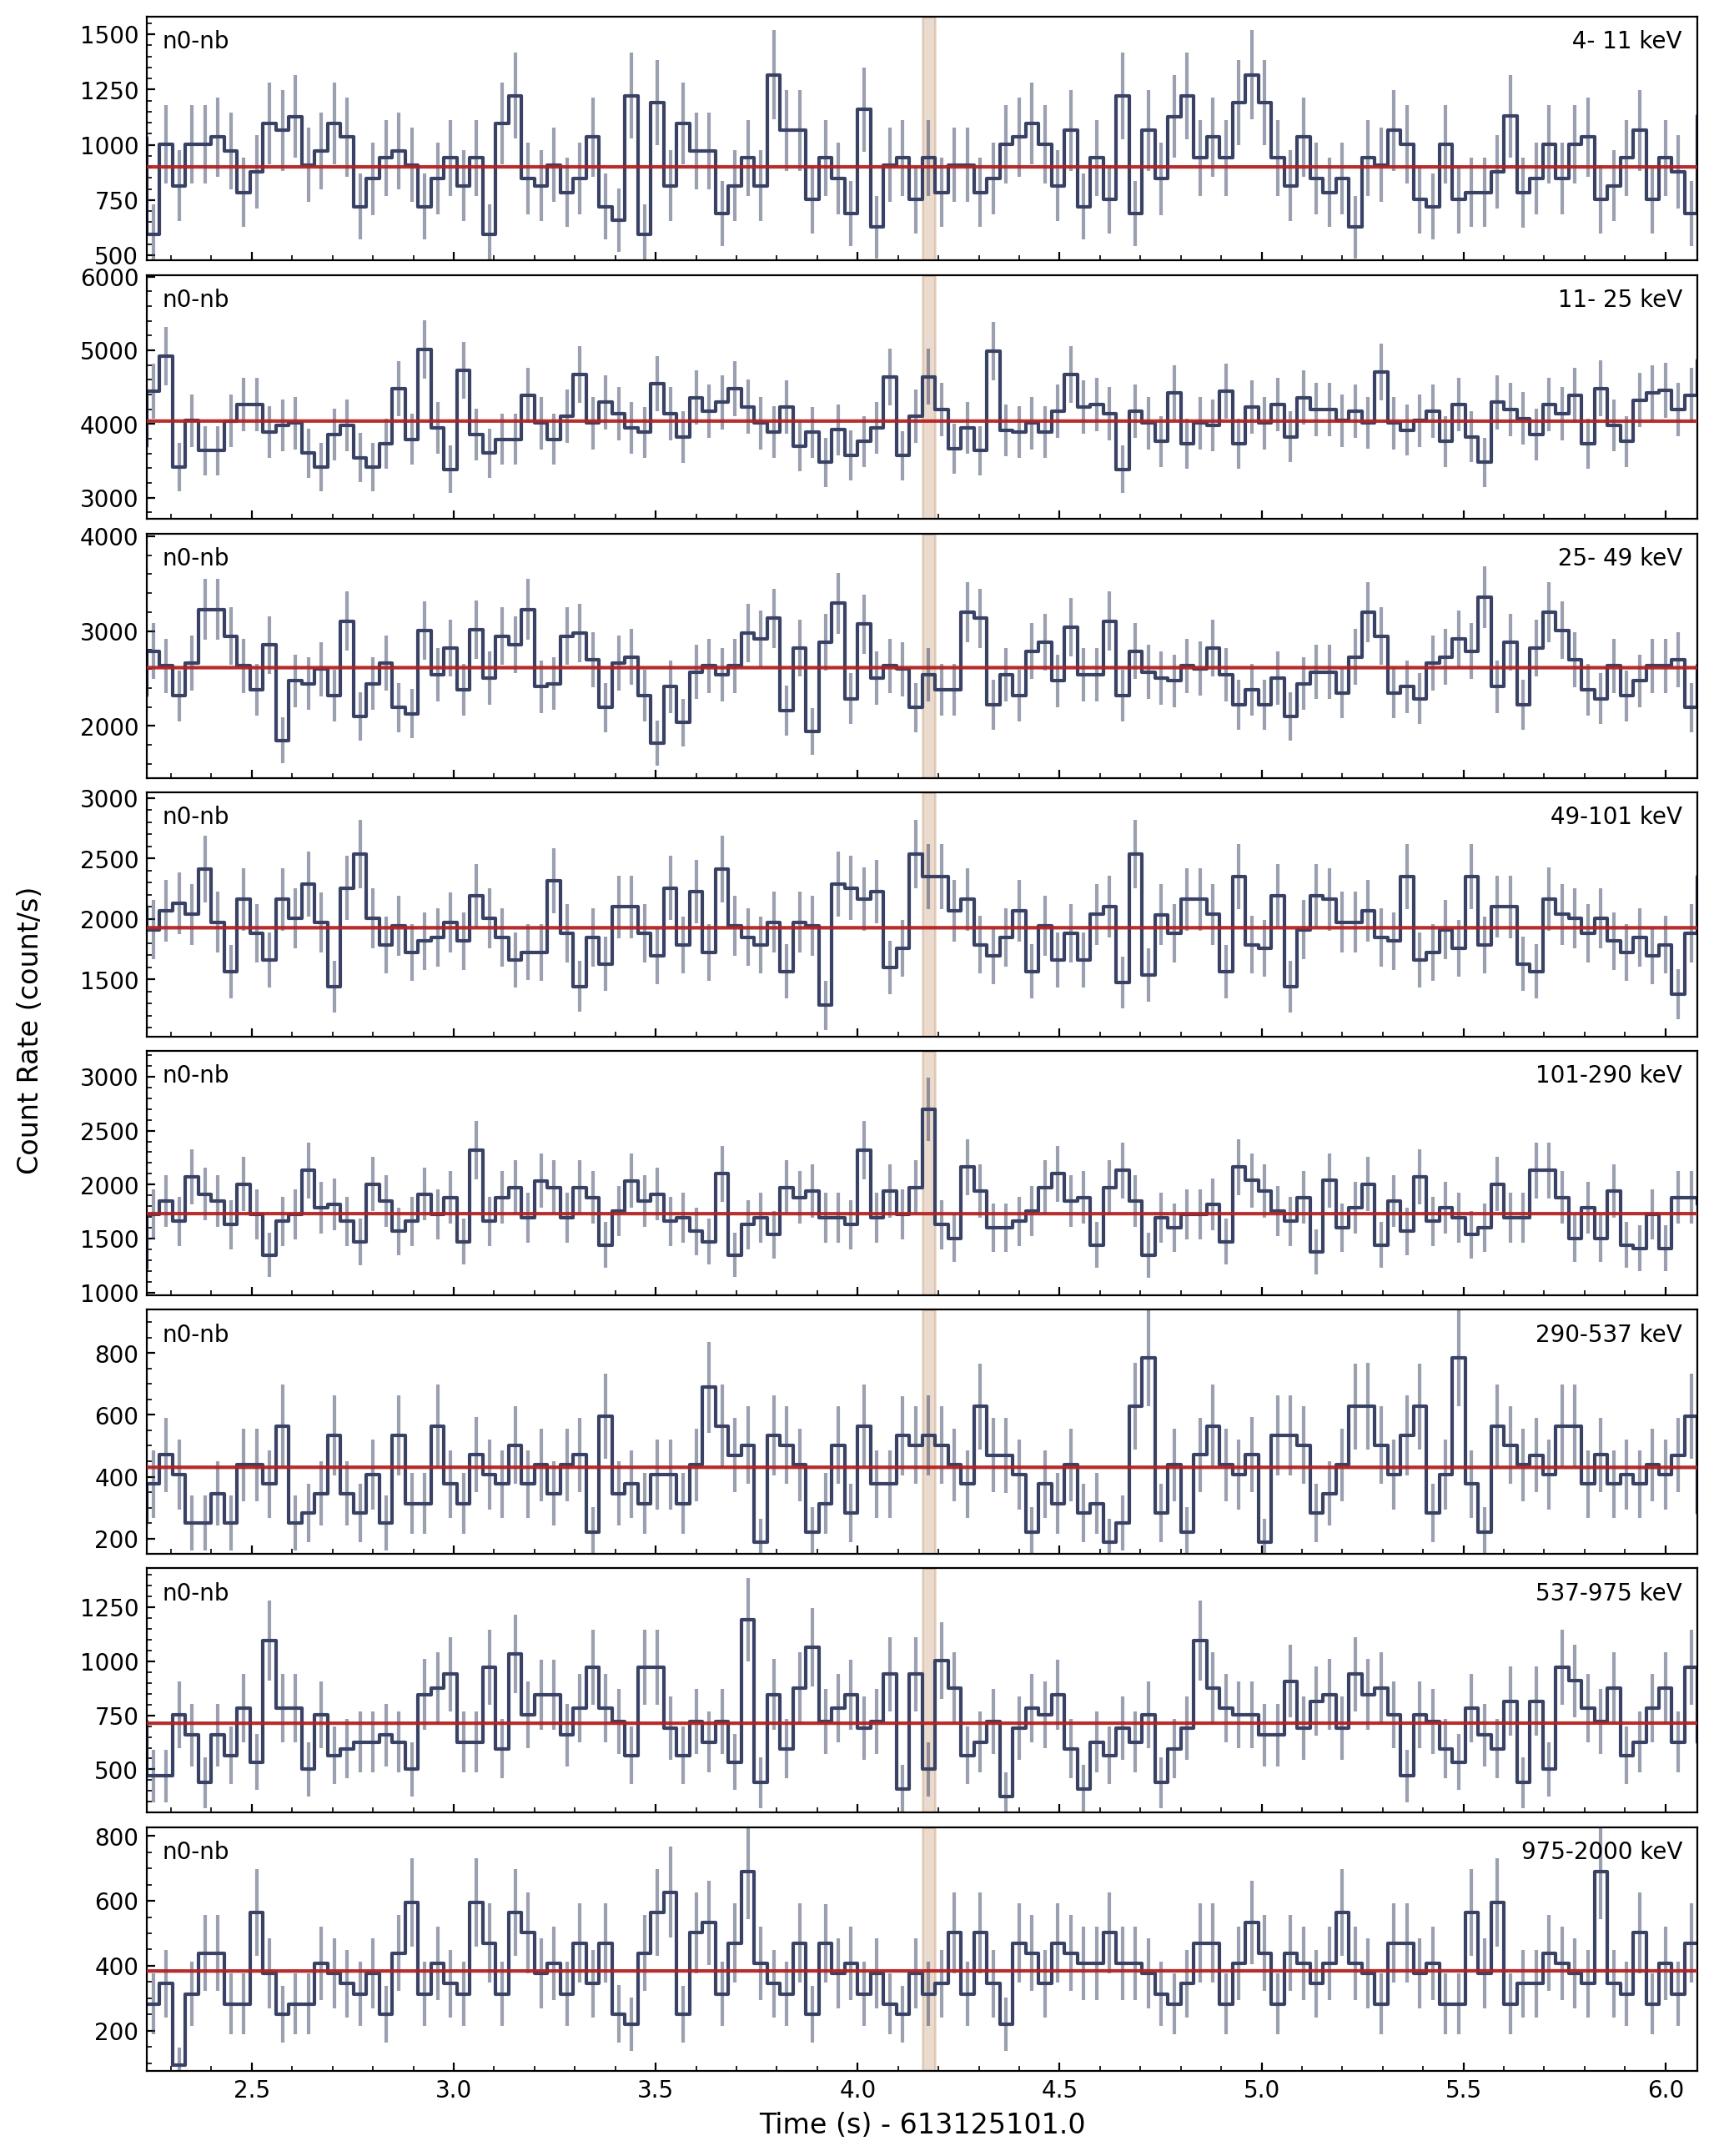 1500
1250
1000
750
500
n0-nb
4- 11 keV
6000
5000
4000
3000
n0-nb
11- 25 keV
4000
3000
2000
n0-nb
25- 49 keV
3000
2500
2000
1500
n0-nb
49-101 keV
3000
2500
2000
1500
1000
n0-nb
101-290 keV
800
600
400
200
n0-nb
290-537 keV
1250
1000
750
500
n0-nb
537-975 keV
800
600
400
200
n0-nb
975-2000 keV
2.5 3.0 3.5 4.0 4.5 5.0 5.5 6.0
Time (s) - 613125101.0
Count Rate (count/s)